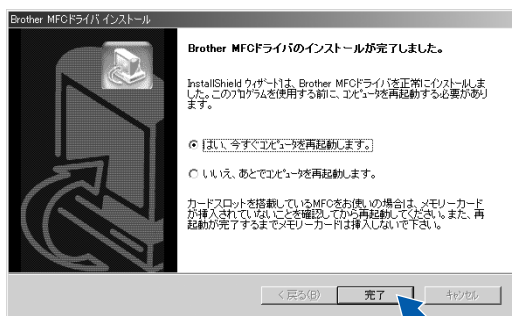 Brother MFCドライバ インストール
Brother MFCドライバのインストールが完了しました。
InstallShield ウィザードは、Brother MFCドライバを正常にインストールしま
した。このプログラムを使用する前に、コンピュータを再起動する必要があり
ます。
はい、今すぐコンピュータを再起動します。
いいえ、あとでコンピュータを再起動します。
カードスロットを搭載しているMFCをお使いの場合は、メモリーカード
が挿入されていないことを確認してから再起動してください。また、再
起動が完了するまでメモリーカードは挿入しないで下さい。
< 戻る(B)
完了
キャンセル